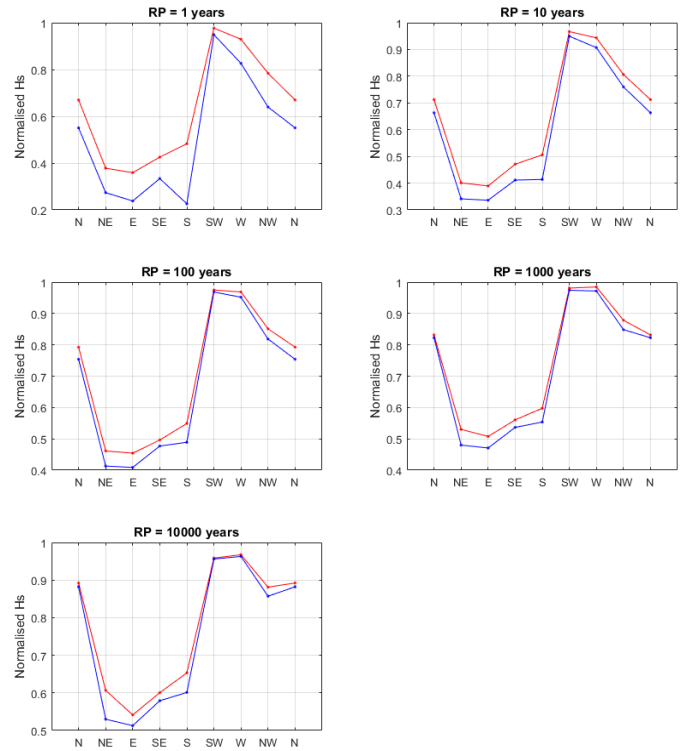 RP = 1 years
Normalised Hs
1
0.8
0.6
0.4
0.2
N NE E SE S SW W NW N
RP = 10 years
Normalised Hs
1
0.9
0.8
0.7
0.6
0.5
0.4
0.3
N NE E SE S SW W NW N
RP = 100 years
Normalised Hs
1
0.9
0.8
0.7
0.6
0.5
0.4
N NE E SE S SW W NW N
RP = 1000 years
Normalised Hs
1
0.9
0.8
0.7
0.6
0.5
0.4
N NE E SE S SW W NW N
RP = 10000 years
Normalised Hs
1
0.9
0.8
0.7
0.6
0.5
N NE E SE S SW W NW N